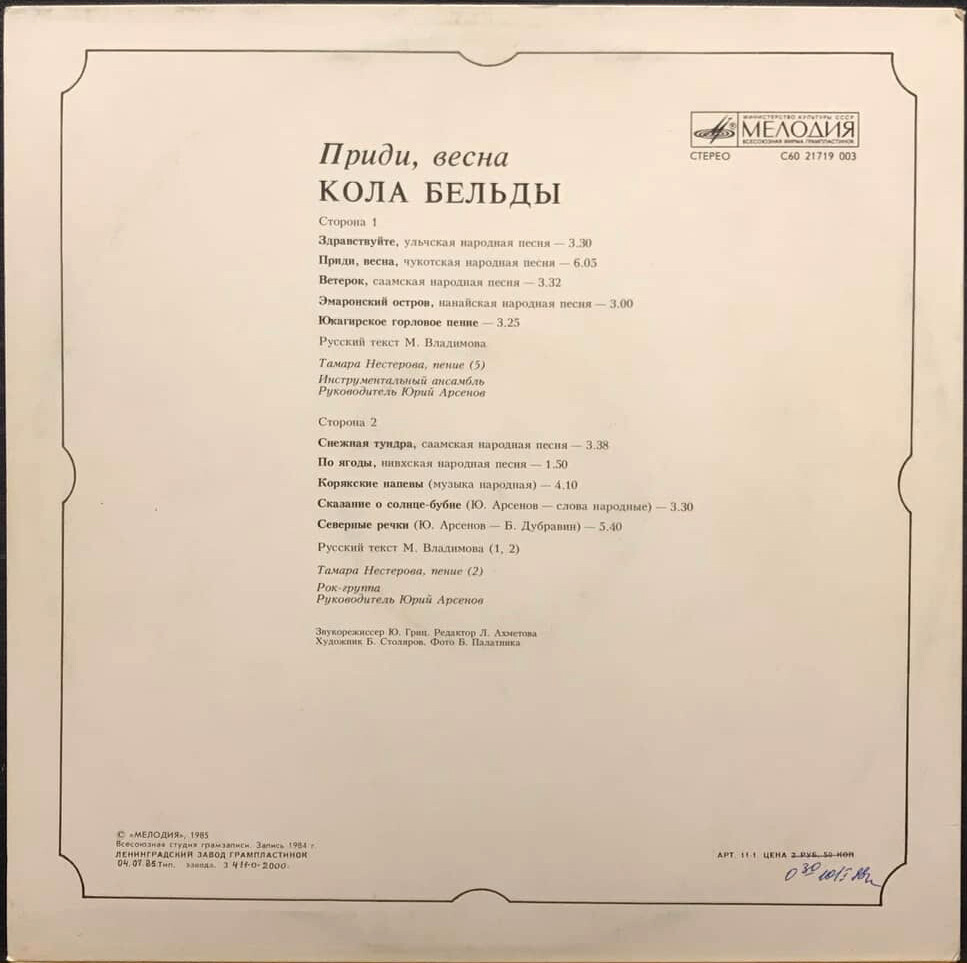 МИНИСТЕРСТВО КУЛЬТУРЫ СССР
МЕЛОДИЯ
ВСЕСОЮЗНАЯ ФИРМА ГРАМПЛАСТИНОК
СТЕРЕО С60 21719 003
Приди, весна
КОЛА БЕЛЬДЫ
Сторона 1
Здравствуйте, ульчская народная песня — 3.30
Приди, весна, чукотская народная песня — 6.05
Ветерок, саамская народная песня — 3.32
Эмаронский остров, нанайская народная песня — 3.00
Юкагирское горловое пение — 3.25
Русский текст М. Владимова
Тамара Нестерова, пение (5)
Инструментальный ансамбль
Руководитель Юрий Арсенов
Сторона 2
Снежная тундра, саамская народная песня — 3.38
По ягоды, нивхская народная песня — 1.50
Корякские напевы (музыка народная) — 4.10
Сказание о солнце-бубне (Ю. Арсенов — слова народные) — 3.30
Северные речки (Ю. Арсенов — Б. Дубравин) — 5.40
Русский текст М. Владимова (1, 2)
Тамара Нестерова, пение (2)
Рок-группа
Руководитель Юрий Арсенов
Звукорежиссер Ю. Гриц. Редактор Л. Ахметова
Художник Б. Столяров. Фото Б. Палатника
© «МЕЛОДИЯ», 1985
Всесоюзная студия грамзаписи. Запись 1984 г.
ЛЕНИНГРАДСКИЙ ЗАВОД ГРАМПЛАСТИНОК
04.07.85. Тип. завода. З 411-0-2000.
АРТ. 11-1 ЦЕНА 2 РУБ. 50 КОП